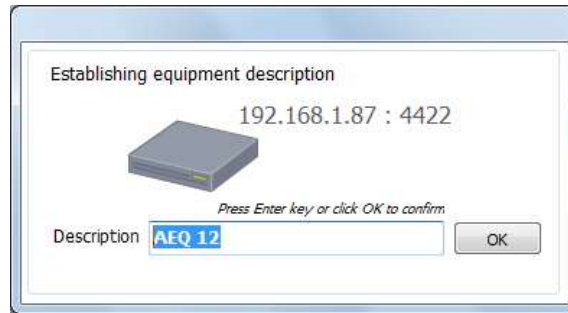 Establishing equipment description
192.168.1.87 : 4422
Press Enter key or click OK to confirm
Description AEQ 12 OK